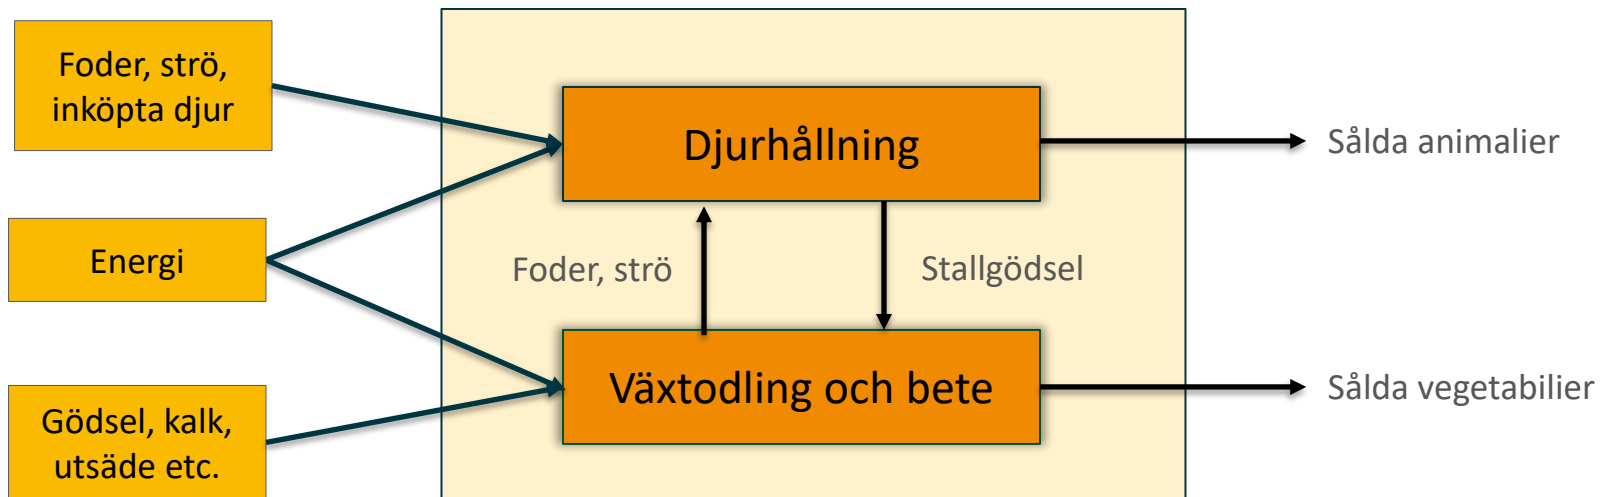 Foder, strö,
inköpta djur
Djurhållning
Sålda animalier
Energi
Foder, strö
Stallgödsel
Gödsel, kalk,
utsäde etc.
Växtodling och bete
Sålda vegetabilier